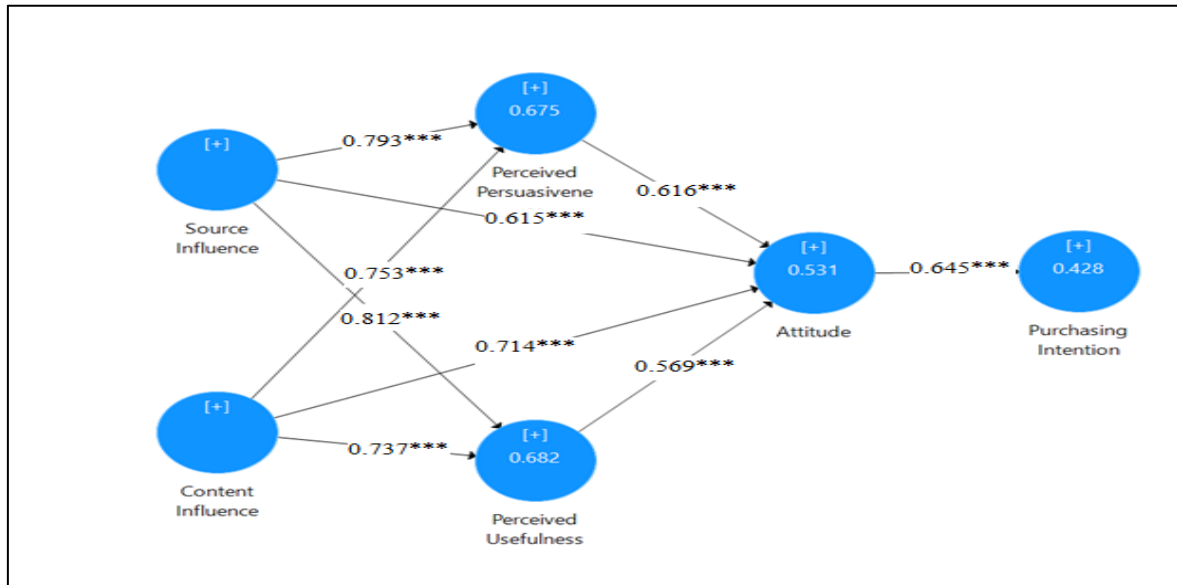 [+]
0.675
Perceived
Persuasivene
[+]
Source
Influence
0.793***
0.616***
0.615***
[+]
0.531
Attitude
0.645***
[+]
0.428
Purchasing
Intention
0.753***
0.812***
0.714***
0.569***
[+]
Content
Influence
0.737***
[+]
0.682
Perceived
Usefulness